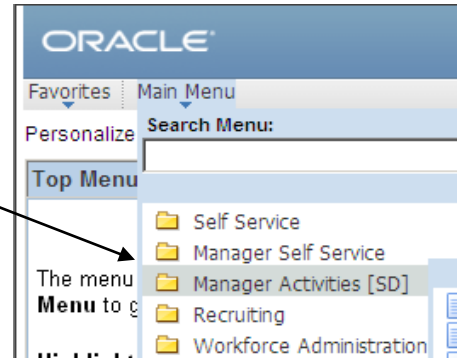 ORACLE
Favorites Main Menu
Personalize
Search Menu:
Top Menu
Self Service
Manager Self Service
The menu
Manager Activities [SD]
Menu to
Recruiting
Workforce Administration